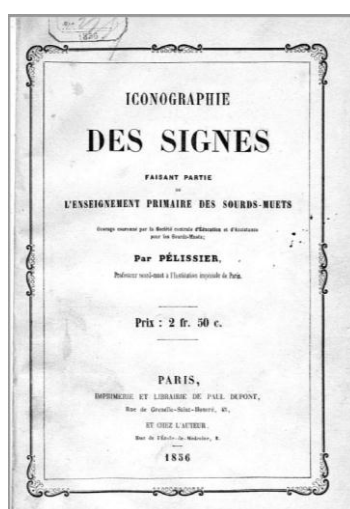 1856
ICONOGRAPHIE
DES SIGNES
FAISANT PARTIE
DE
L'ENSEIGNEMENT PRIMAIRE DES SOURDS-MUETS
Ouvrage couronné par la Société centrale d'Éducation et d'Assistance
pour les Sourds-Muets;
Par PÉLISSIER,
Professeur sourd-muet à l'Institution impériale de Paris.
Prix : 2 fr. 50 c.
PARIS,
IMPRIMERIE ET LIBRAIRIE DE PAUL DUPONT,
Rue de Grenelle-Saint-Honoré, 45,
ET CHEZ L'AUTEUR,
Rue de l'École-de-Médecine,
1856